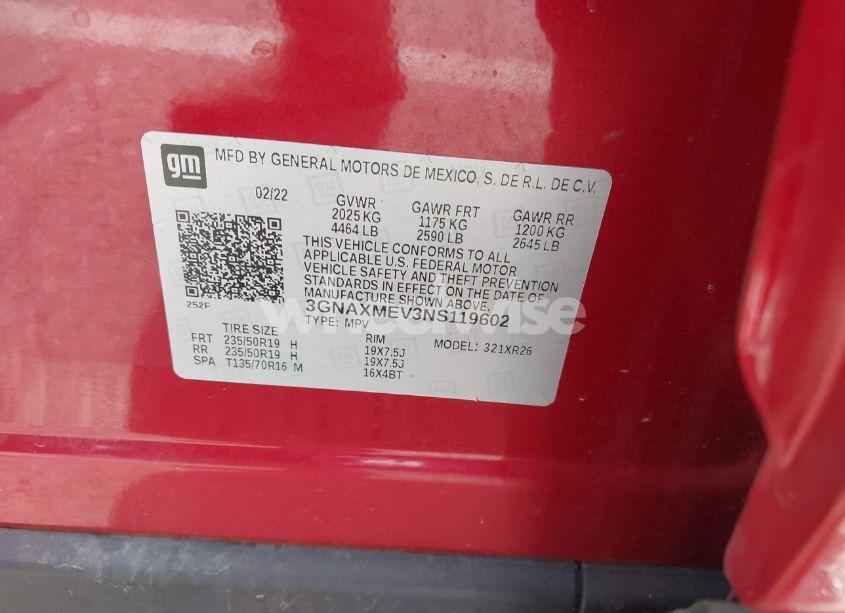 gm
MFD BY GENERAL MOTORS DE MEXICO, S. DE R.L. DE C.V.
02/22
GVWR
2025 KG
4464 LB
GAWR FRT
1175 KG
2590 LB
GAWR RR
1200 KG
2645 LB
THIS VEHICLE CONFORMS TO ALL
APPLICABLE U.S. FEDERAL MOTOR
VEHICLE SAFETY AND THEFT PREVENTION
STANDARDS IN EFFECT ON THE DATE OF
MANUFACTURE SHOWN ABOVE.
252F
3GNAXMEV3NS119602
TYPE: MPV
MODEL: 321XR26
TIRE SIZE
RIM
FRT 235/50R19 H 19X7.5J
RR 235/50R19 H 19X7.5J
SPA T135/70R16 M 16X4BT